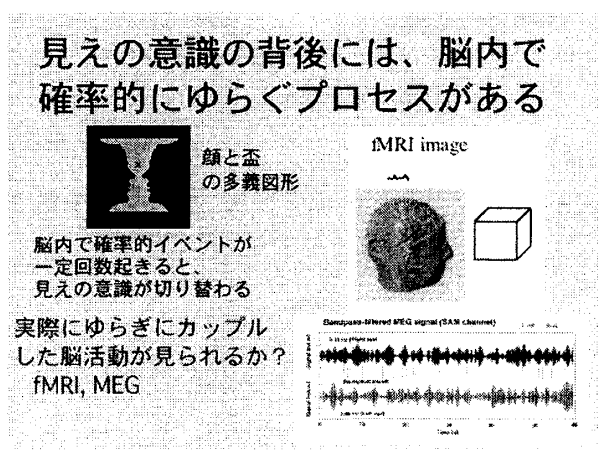 見えの意識の背後には、脳内で
確率的にゆらぐプロセスがある
顔と盃
の多義図形
fMRI image
脳内で確率的イベントが
一定回数起きると、
見えの意識が切り替わる
実際にゆらぎにカップル
した脳活動が見られるか？
fMRI, MEG
Bandpass-filtered MEG signal (SAM channel)